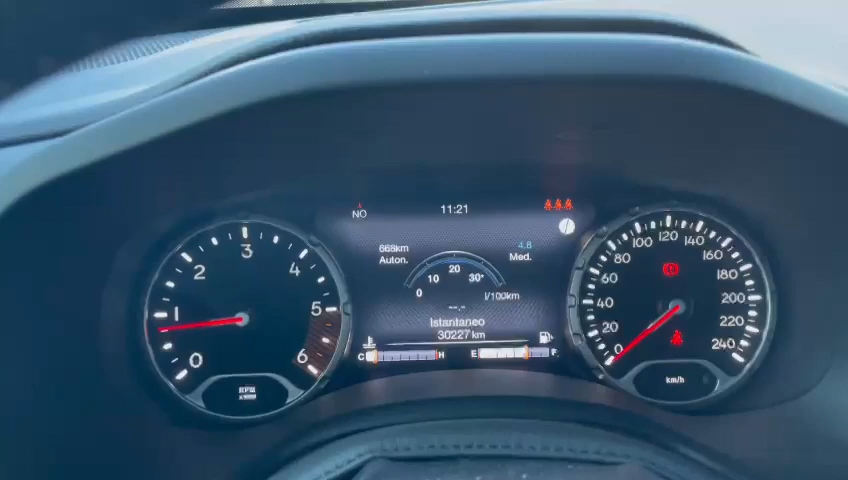 NO
11:21
668km
Auton.
4.8
Med.
0 10 20 30
l/100km
--,-
Istantaneo
30227 km
C H
E F
0 1 2 3 4 5 6
RPM
0 20 40 60 80 100 120 140 160 180 200 220 240
km/h